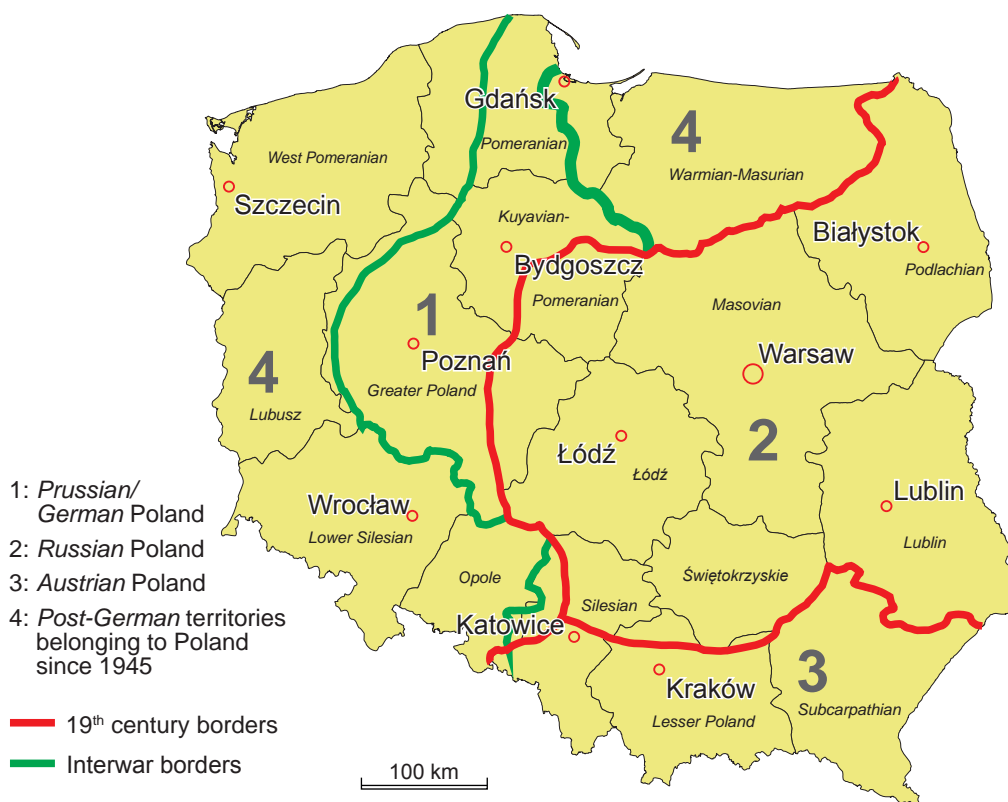 Gdańsk
4
Pomeranian
West Pomeranian
Warmian-Masurian
Szczecin
Kuyavian-
Białystok
Bydgoszcz
Podlachian
Pomeranian
Masovian
1
Poznań
Warsaw
4
Greater Poland
Lubusz
2
Łódź
Łódź
1: Prussian/
German Poland
Wrocław
Lublin
Lower Silesian
Lublin
2: Russian Poland
3: Austrian Poland
Opole
Świętokrzyskie
4: Post-German territories
belonging to Poland
since 1945
Silesian
Katowice
3
Kraków
Subcarpathian
Lesser Poland
19th century borders
Interwar borders
100 km